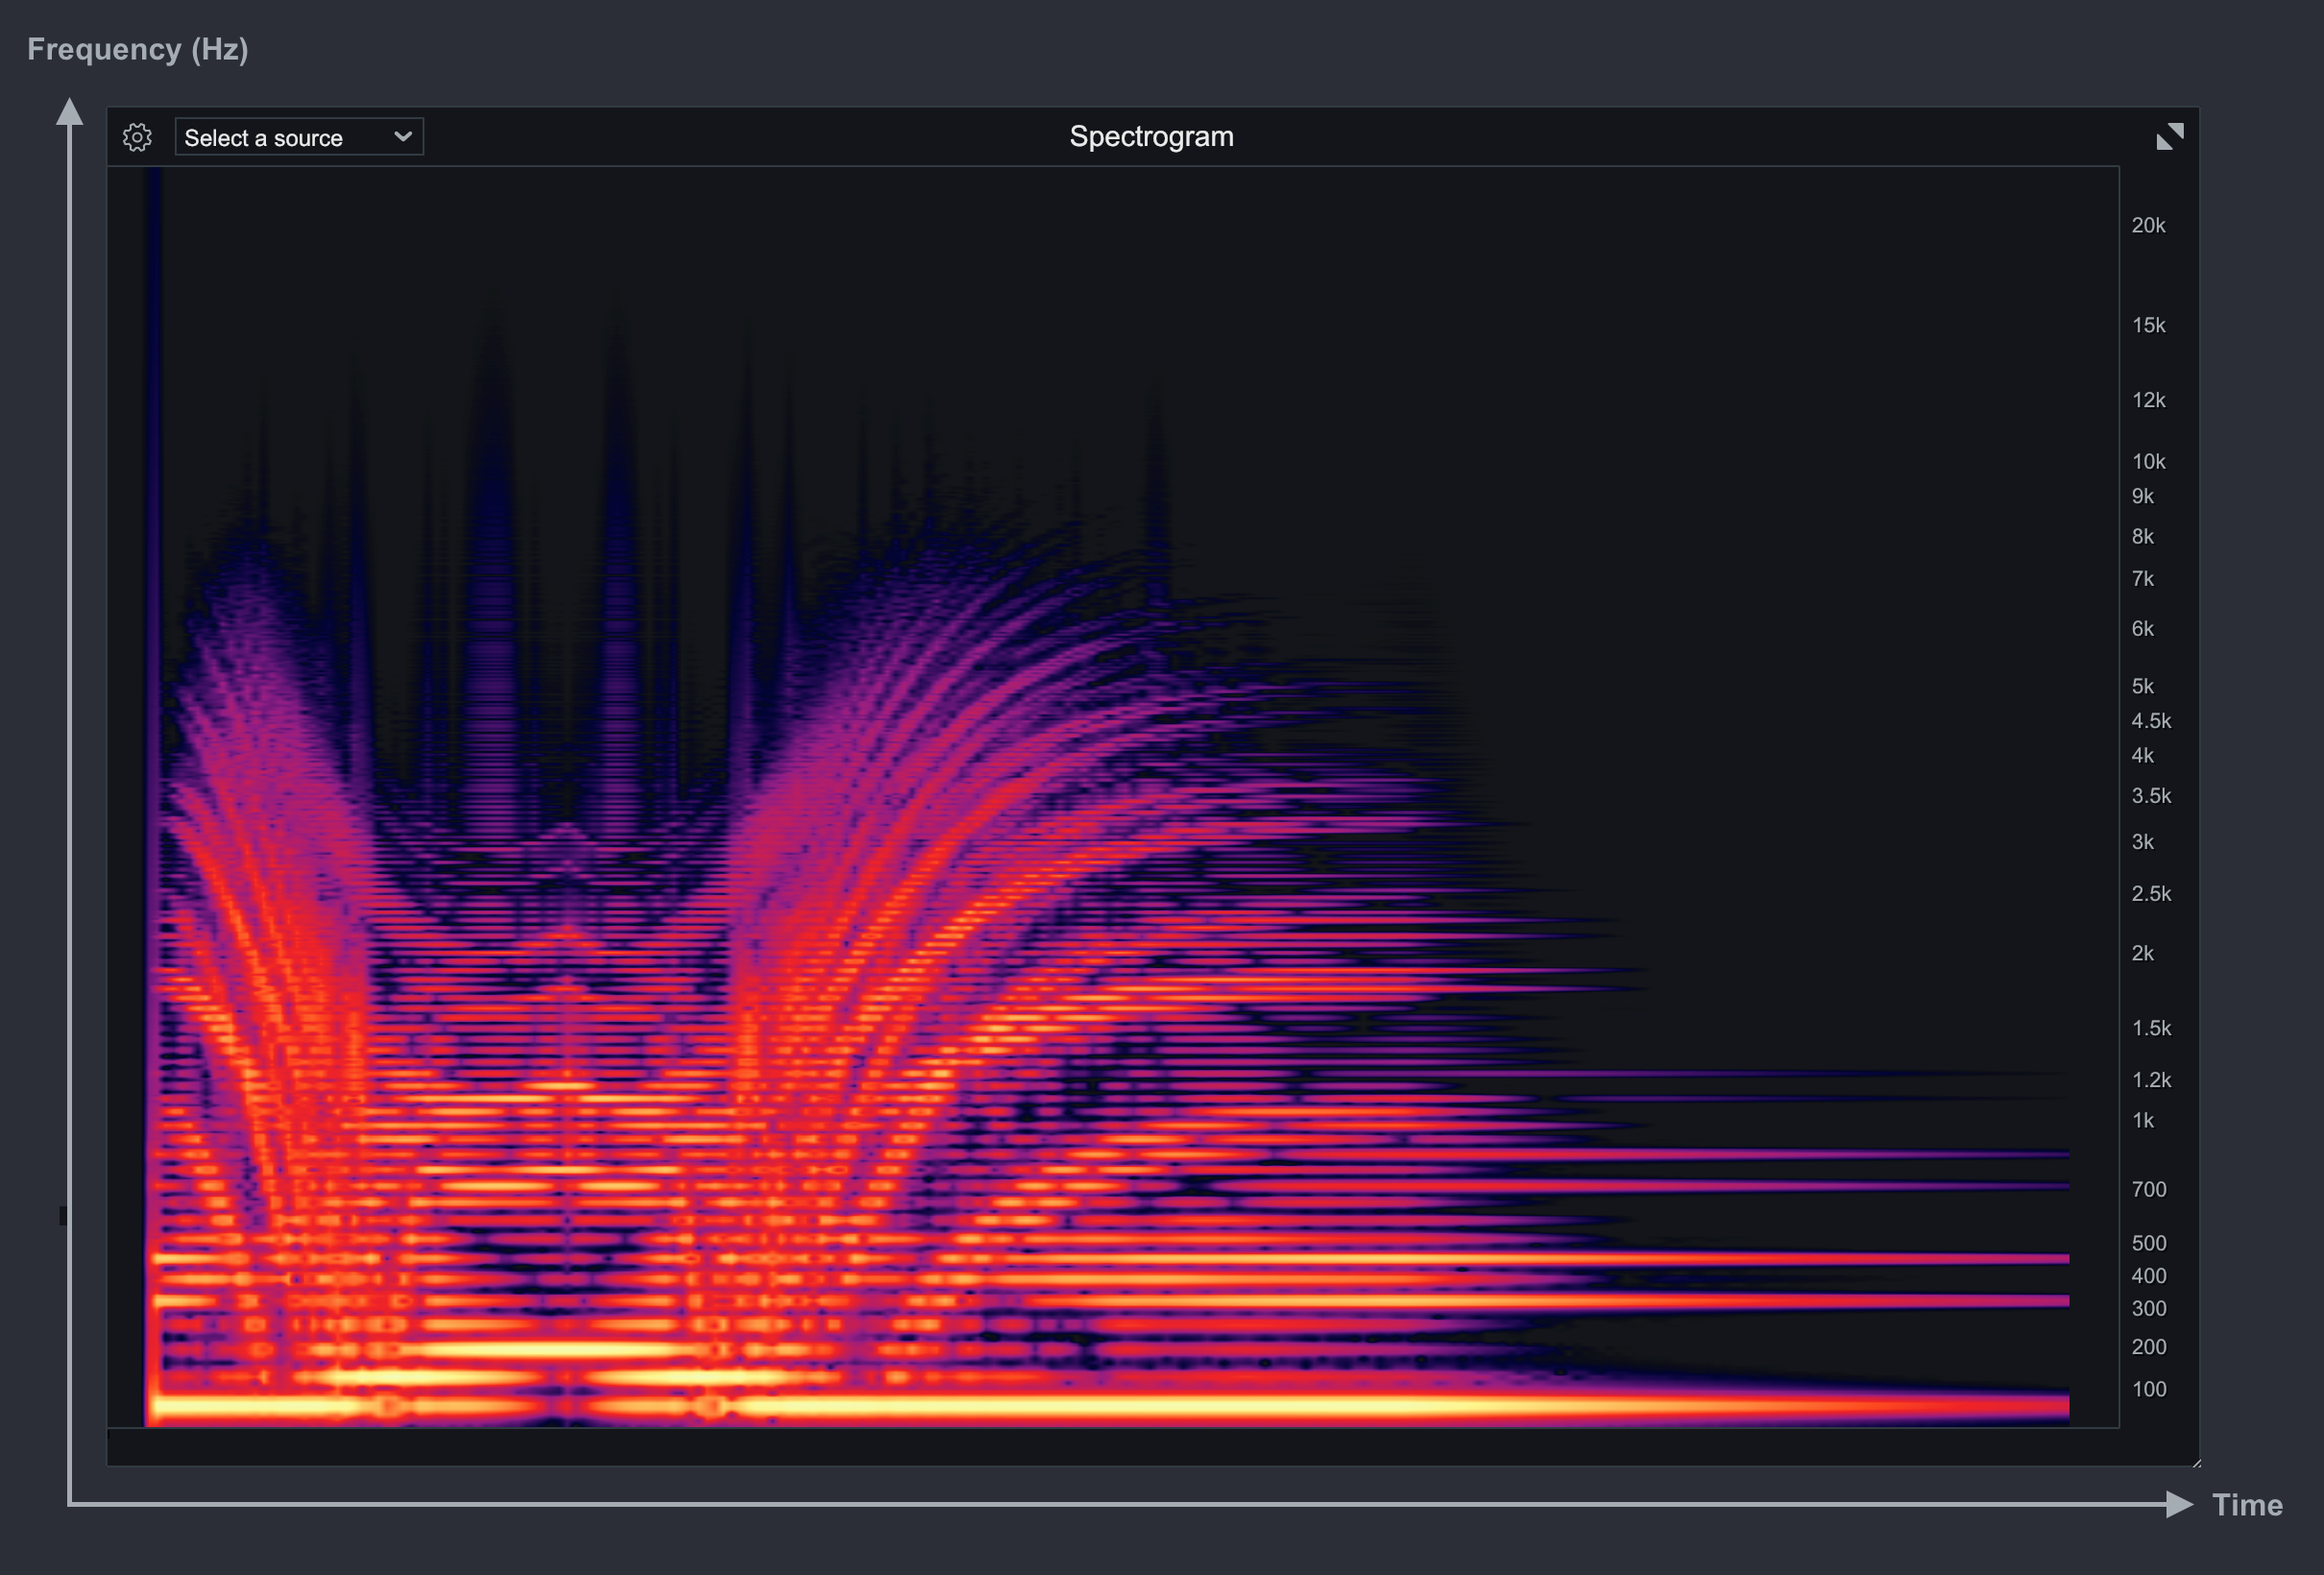 Frequency (Hz)
Select a source
Spectrogram
20k
15k
12k
10k
9k
8k
7k
6k
5k
4.5k
4k
3.5k
3k
2.5k
2k
1.5k
1.2k
1k
700
500
400
300
200
100
Time